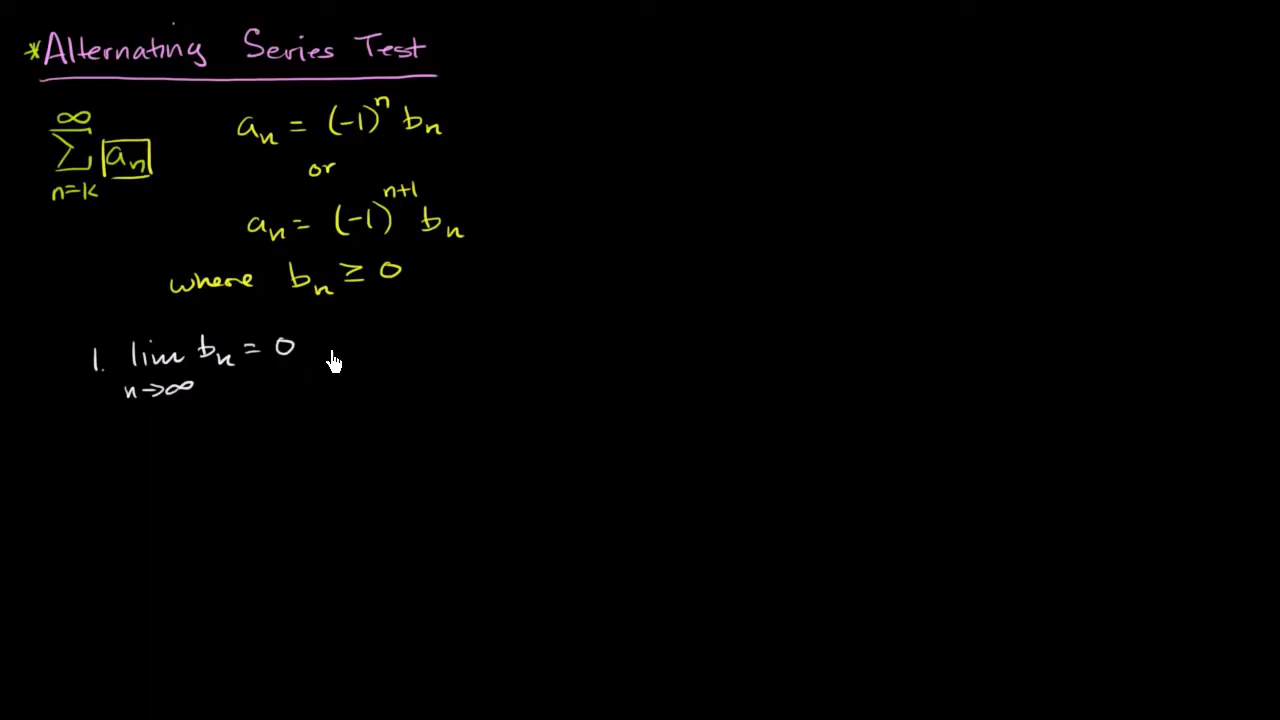 *Alternating Series Test
∞
∑ aₙ
n=k
aₙ = (-1)ⁿ bₙ
or
aₙ = (-1)ⁿ⁺¹ bₙ
where bₙ ≥ 0
1. lim bₙ = 0
n→∞